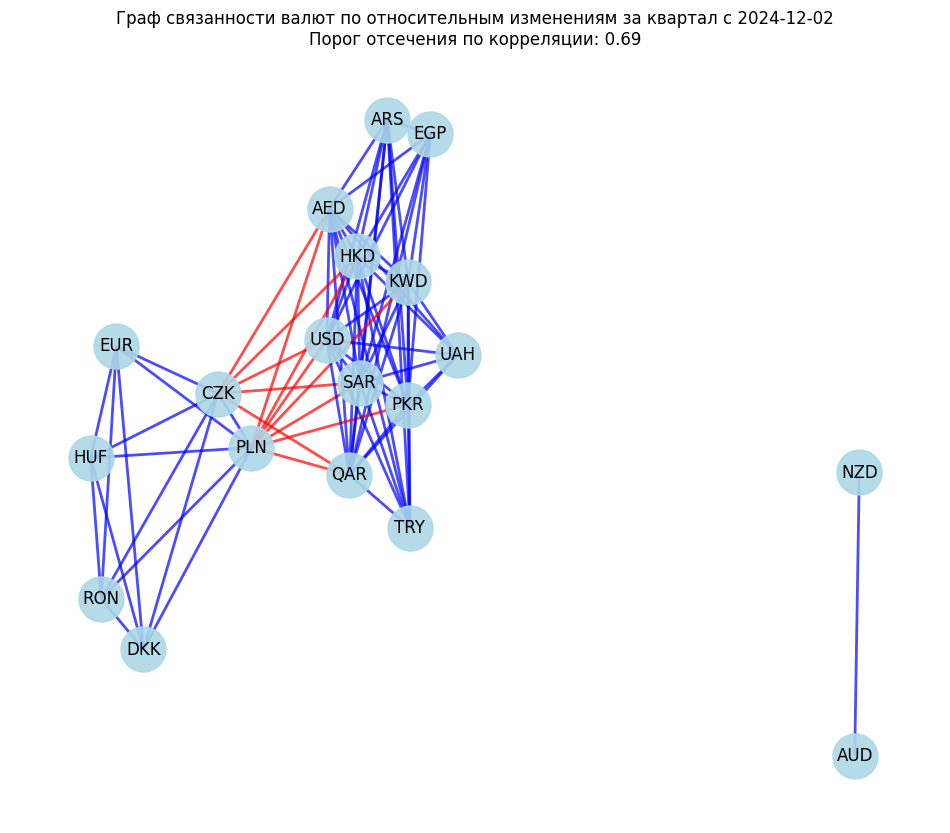 Граф связанности валют по относительным изменениям за квартал с 2024-12-02
Порог отсечения по корреляции: 0.69
ARS
EGP
AED
HKD
KWD
USD
UAH
EUR
SAR
CZK
PKR
PLN
HUF
QAR
NZD
TRY
RON
DKK
AUD